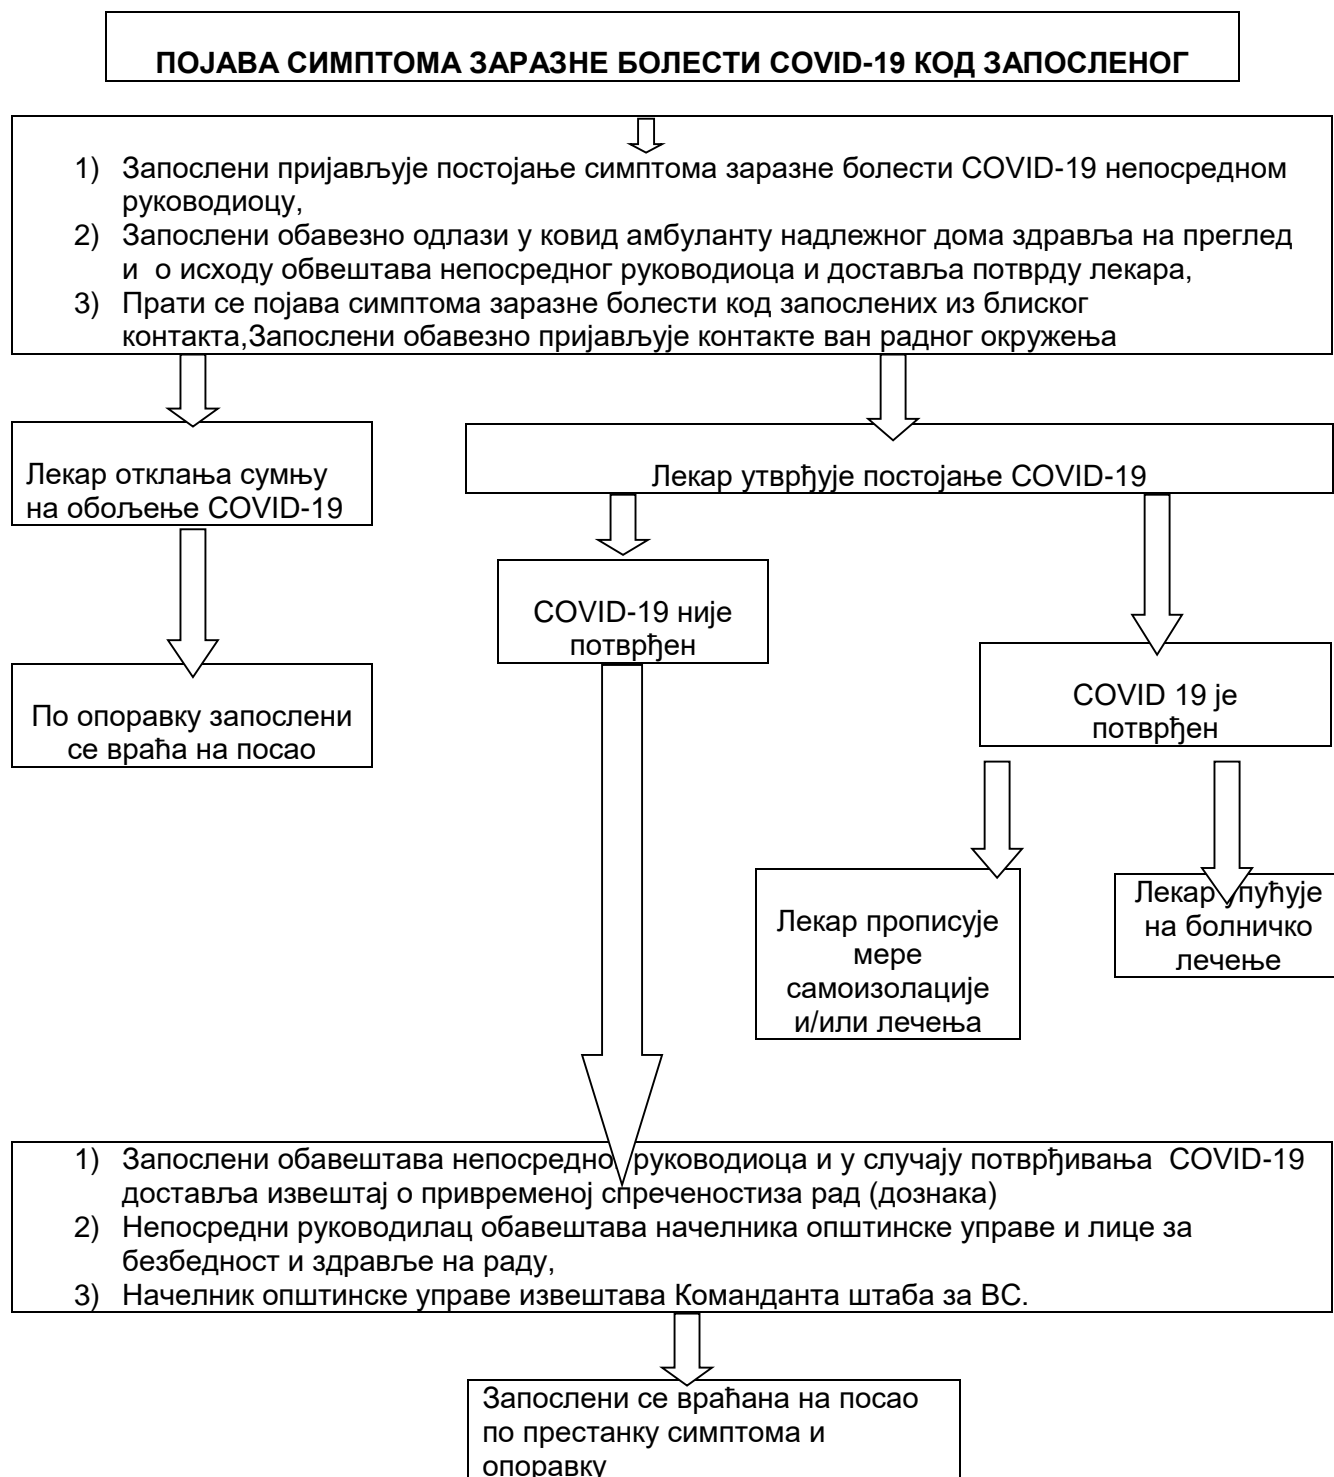 ПОЈАВА СИМПТОМА ЗАРАЗНЕ БОЛЕСТИ COVID-19 КОД ЗАПОСЛЕНОГ
1) Запослени пријављује постојање симптома заразне болести COVID-19 непосредном
руководиоцу,
2) Запослени обавезно одлази у ковид амбуланту надлежног дома здравља на преглед
и о исходу обвештава непосредног руководиоца и доставља потврду лекара,
3) Прати се појава симптома заразне болести код запослених из блиског
контакта,Запослени обавезно пријављује контакте ван радног окружења
Лекар отклања сумњу
на обољење COVID-19
Лекар утврђује постојање COVID-19
COVID-19 није
потврђен
COVID 19 је
потврђен
По опоравку запослени
се враћа на посао
Лекар прописује
мере
самоизолације
и/или лечења
Лекар упућује
на болничко
лечење
1) Запослени обавештава непосредног руководиоца и у случају потврђивања COVID-19
доставља извештај о привременој спреченостиза рад (дознака)
2) Непосредни руководилац обавештава начелника општинске управе и лице за
безбедност и здравље на раду,
3) Начелник општинске управе извештава Команданта штаба за ВС.
Запослени се враћана на посао
по престанку симптома и
опоравку